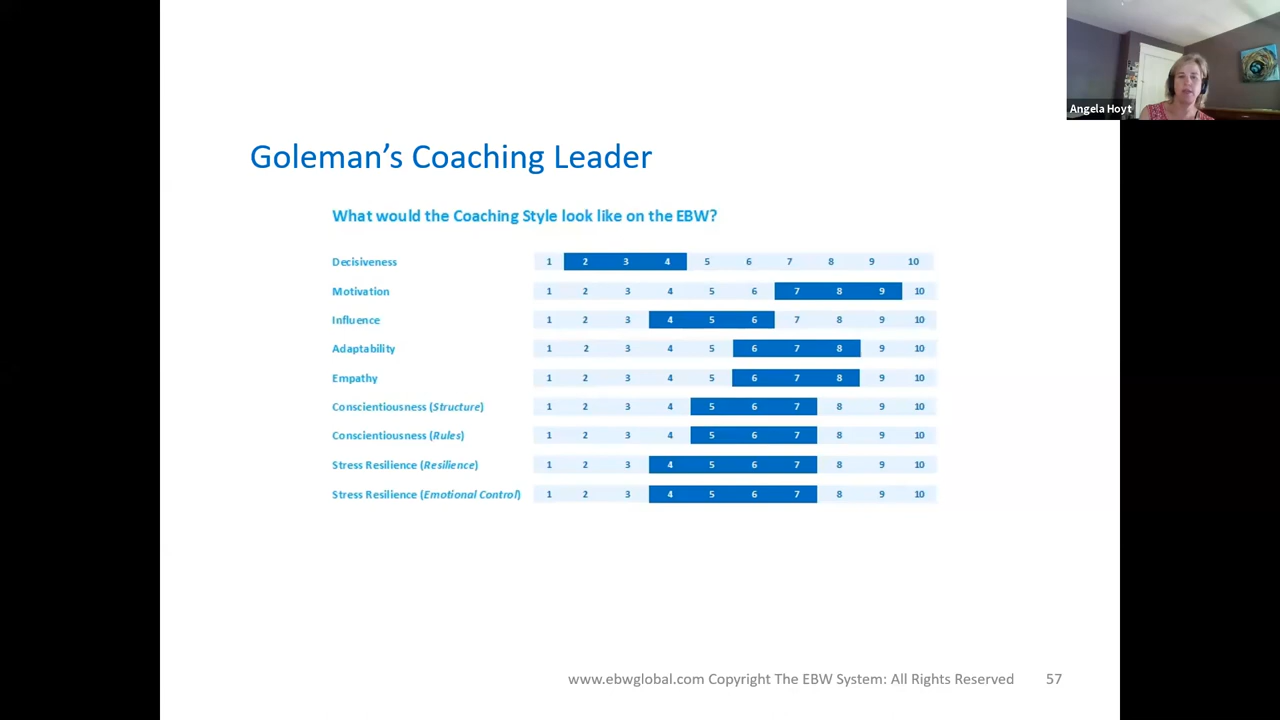 Angela Hoyt
Goleman's Coaching Leader
What would the Coaching Style look like on the EBW?
Decisiveness 1 2 3 4 5 6 7 8 9 10
Motivation 1 2 3 4 5 6 7 8 9 10
Influence 1 2 3 4 5 6 7 8 9 10
Adaptability 1 2 3 4 5 6 7 8 9 10
Empathy 1 2 3 4 5 6 7 8 9 10
Conscientiousness (Structure) 1 2 3 4 5 6 7 8 9 10
Conscientiousness (Rules) 1 2 3 4 5 6 7 8 9 10
Stress Resilience (Resilience) 1 2 3 4 5 6 7 8 9 10
Stress Resilience (Emotional Control) 1 2 3 4 5 6 7 8 9 10
www.ebwglobal.com Copyright The EBW System: All Rights Reserved 57